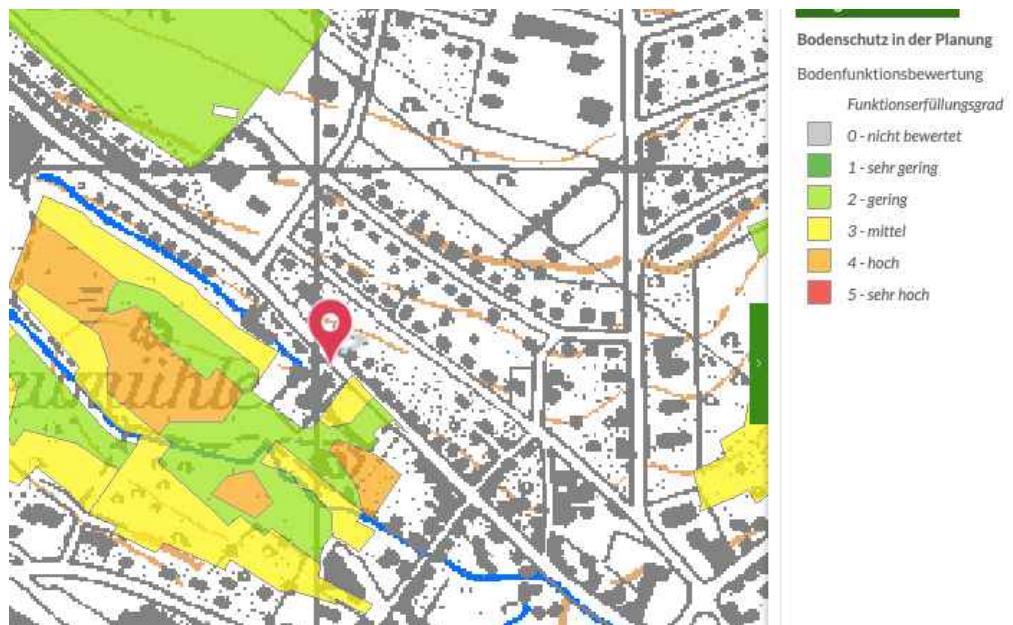 Bodenschutz in der Planung
Bodenfunktionsbewertung
Funktionserfüllungsgrad
0 - nicht bewertet
1 - sehr gering
2 - gering
3 - mittel
4 - hoch
5 - sehr hoch